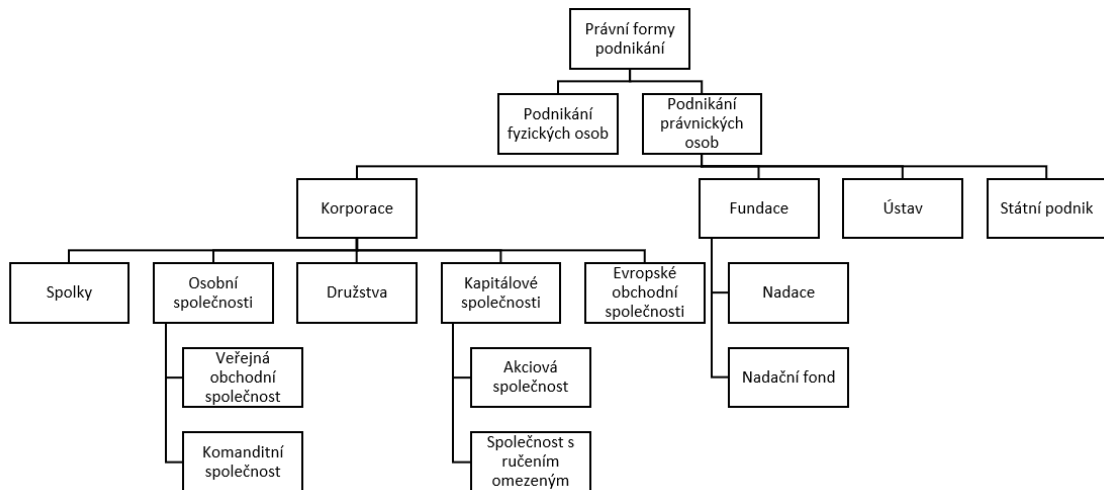 Právní formy
podnikání
Podnikání
fyzických osob
Podnikání
právnických
osob
Korporace
Fundace
Ústav
Státní podnik
Spolky
Osobní
společnosti
Družstva
Kapitálové
společnosti
Evropské
obchodní
společnosti
Nadace
Veřejná
obchodní
společnost
Akciová
společnost
Nadační fond
Komanditní
společnost
Společnost s
ručením
omezeným